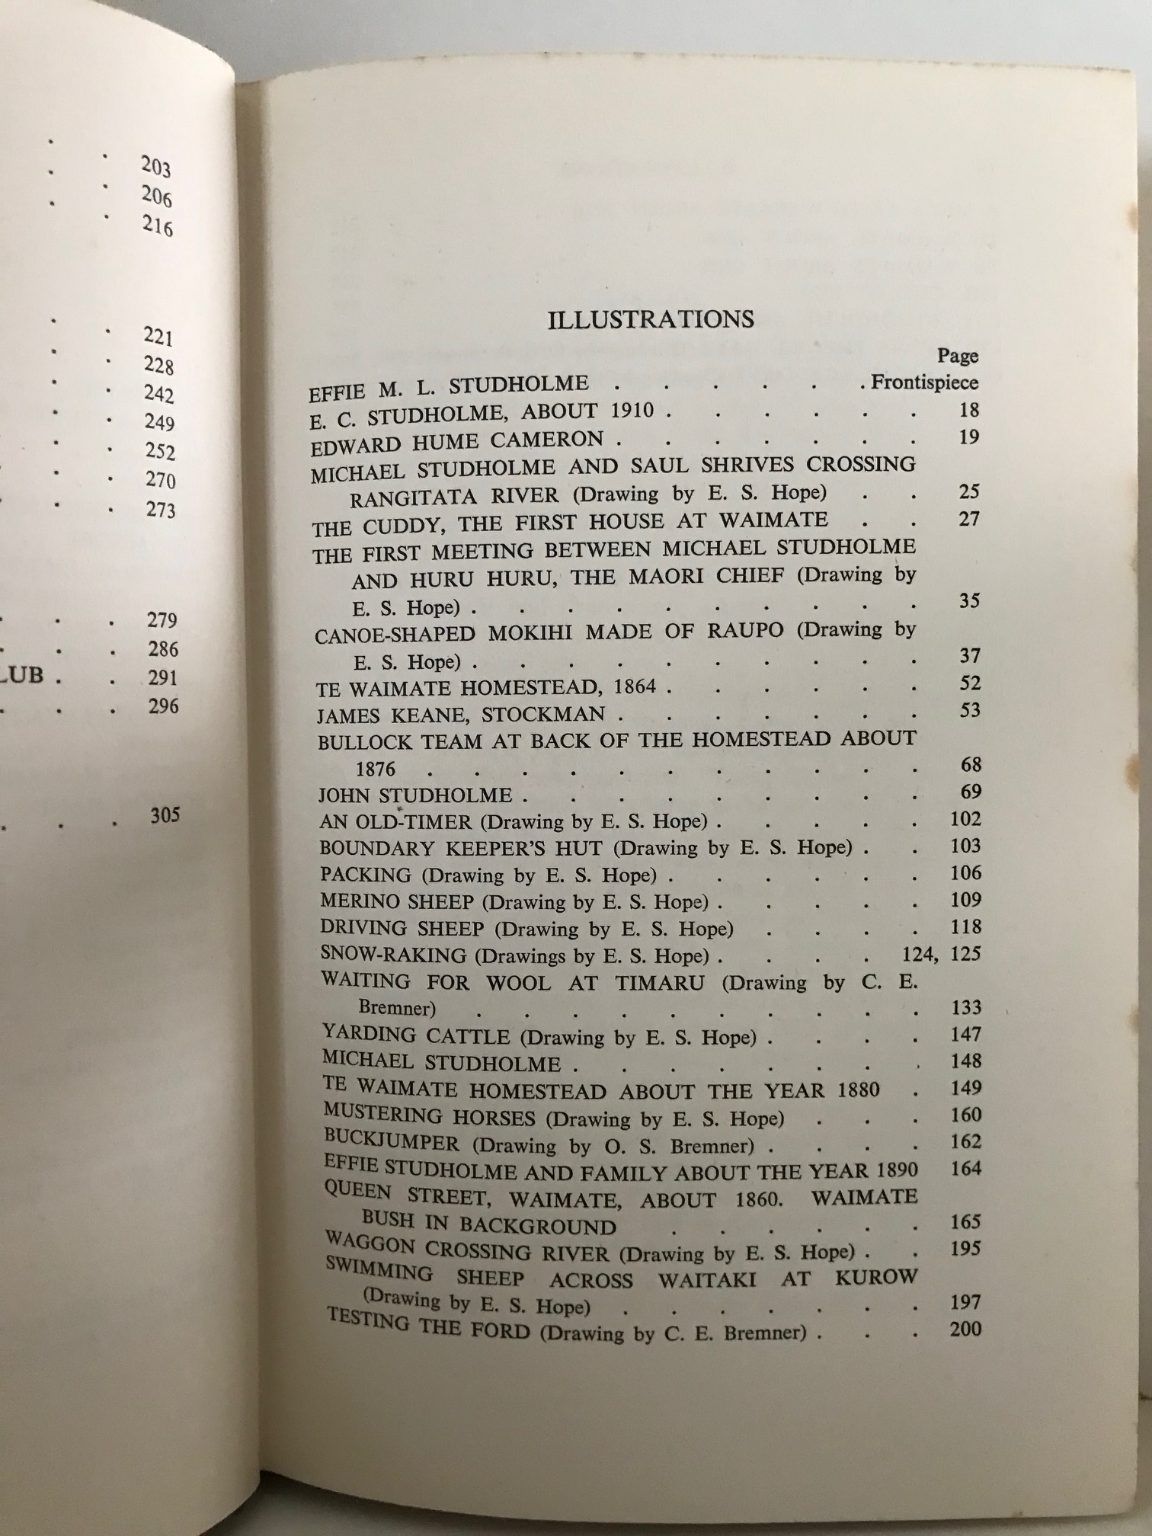 203
206
216
221
228
242
249
252
270
273
279
286
LUB . . 291
296
305
ILLUSTRATIONS
Page
EFFIE M. L. STUDHOLME . . . . . . Frontispiece
E. C. STUDHOLME, ABOUT 1910 . . . . . . 18
EDWARD HUME CAMERON . . . . . . . 19
MICHAEL STUDHOLME AND SAUL SHRIVES CROSSING
RANGITATA RIVER (Drawing by E. S. Hope) . . 25
THE CUDDY, THE FIRST HOUSE AT WAIMATE . . 27
THE FIRST MEETING BETWEEN MICHAEL STUDHOLME
AND HURU HURU, THE MAORI CHIEF (Drawing by
E. S. Hope) . . . . . . . . . . 35
CANOE-SHAPED MOKIHI MADE OF RAUPO (Drawing by
E. S. Hope) . . . . . . . . . . 37
TE WAIMATE HOMESTEAD, 1864 . . . . . . 52
JAMES KEANE, STOCKMAN . . . . . . . 53
BULLOCK TEAM AT BACK OF THE HOMESTEAD ABOUT
1876 . . . . . . . . . . . 68
JOHN STUDHOLME . . . . . . . . . 69
AN OLD-TIMER (Drawing by E. S. Hope) . . . . . 102
BOUNDARY KEEPER'S HUT (Drawing by E. S. Hope) . . 103
PACKING (Drawing by E. S. Hope) . . . . . . 106
MERINO SHEEP (Drawing by E. S. Hope) . . . . . 109
DRIVING SHEEP (Drawing by E. S. Hope) . . . . 118
SNOW-RAKING (Drawings by E. S. Hope) . . . . 124, 125
WAITING FOR WOOL AT TIMARU (Drawing by C. E.
Bremner) . . . . . . . . . . 133
YARDING CATTLE (Drawing by E. S. Hope) . . . . 147
MICHAEL STUDHOLME . . . . . . . . 148
TE WAIMATE HOMESTEAD ABOUT THE YEAR 1880 . 149
MUSTERING HORSES (Drawing by E. S. Hope) . . . 160
BUCKJUMPER (Drawing by O. S. Bremner) . . . . 162
EFFIE STUDHOLME AND FAMILY ABOUT THE YEAR 1890 164
QUEEN STREET, WAIMATE, ABOUT 1860. WAIMATE
BUSH IN BACKGROUND . . . . . . 165
WAGGON CROSSING RIVER (Drawing by E. S. Hope) . . 195
SWIMMING SHEEP ACROSS WAITAKI AT KUROW
(Drawing by E. S. Hope) . . . . . . . 197
TESTING THE FORD (Drawing by C. E. Bremner) . . . 200